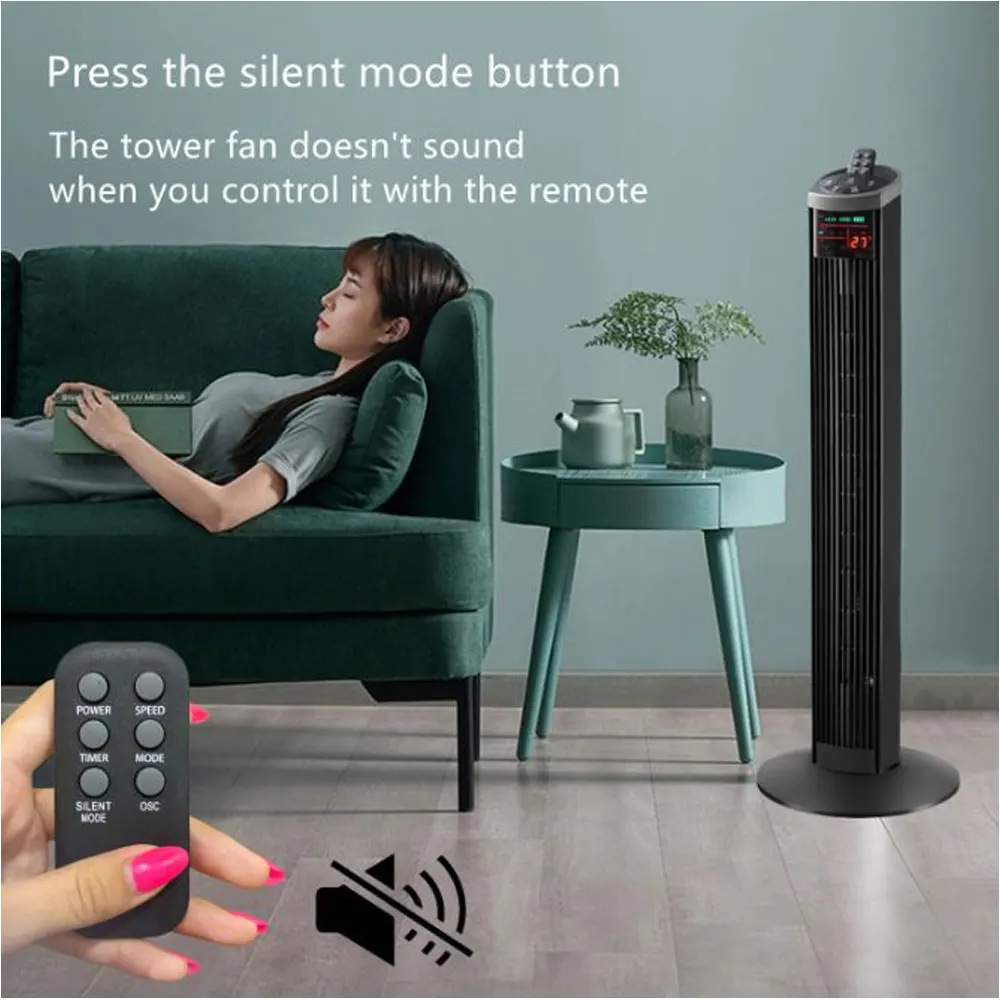 Press the silent mode button
The tower fan doesn't sound
when you control it with the remote
27
POWER SPEED
TIMER MODE
SILENT OSC
MODE